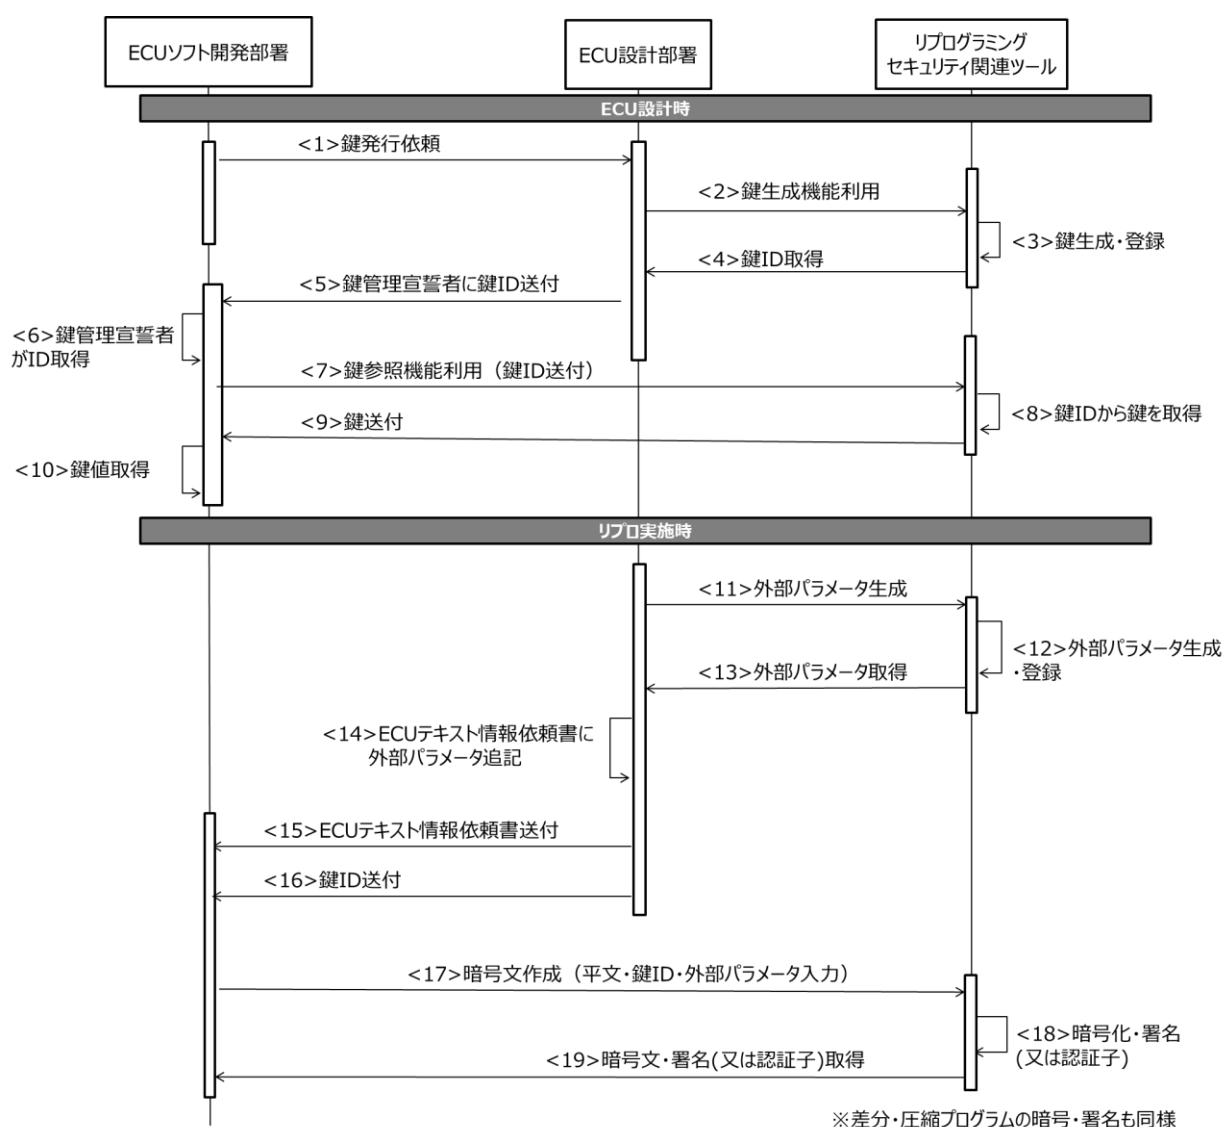 ECUソフト開発部署
ECU設計部署
リプログラミング
セキュリティ関連ツール
ECU設計時
<1>鍵発行依頼
<2>鍵生成機能利用
<3>鍵生成・登録
<4>鍵ID取得
<5>鍵管理宣誓者に鍵ID送付
<6>鍵管理宣誓者
がID取得
<7>鍵参照機能利用（鍵ID送付）
<8>鍵IDから鍵を取得
<9>鍵送付
<10>鍵値取得
リプロ実施時
<11>外部パラメータ生成
<12>外部パラメータ生成
・登録
<13>外部パラメータ取得
<14>ECUテキスト情報依頼書に
外部パラメータ追記
<15>ECUテキスト情報依頼書送付
<16>鍵ID送付
<17>暗号文作成（平文・鍵ID・外部パラメータ入力）
<18>暗号化・署名
(又は認証子)
<19>暗号文・署名(又は認証子)取得
※差分・圧縮プログラムの暗号・署名も同様